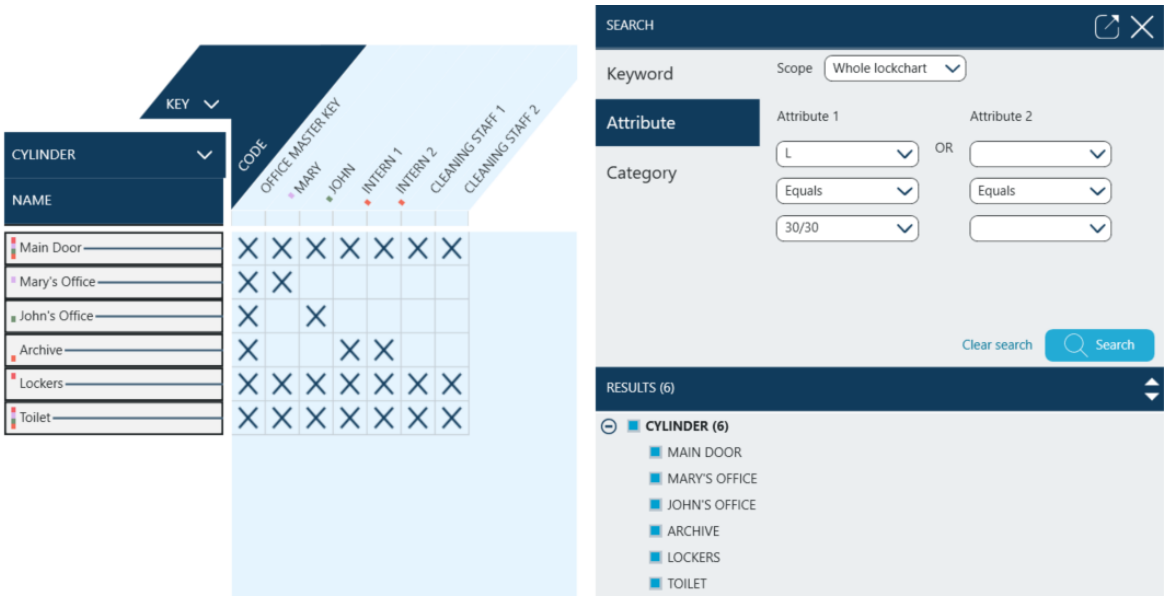 KEY
CODE
OFFICE MASTER KEY
MARY
JOHN
INTERN 1
INTERN 2
CLEANING STAFF 1
CLEANING STAFF 2
CYLINDER
NAME
Main Door
Mary's Office
John's Office
Archive
Lockers
Toilet
SEARCH
Keyword
Attribute
Category
Scope Whole lockchart
Attribute 1 Attribute 2
L OR
Equals Equals
30/30
Clear search Search
RESULTS (6)
CYLINDER (6)
MAIN DOOR
MARY'S OFFICE
JOHN'S OFFICE
ARCHIVE
LOCKERS
TOILET